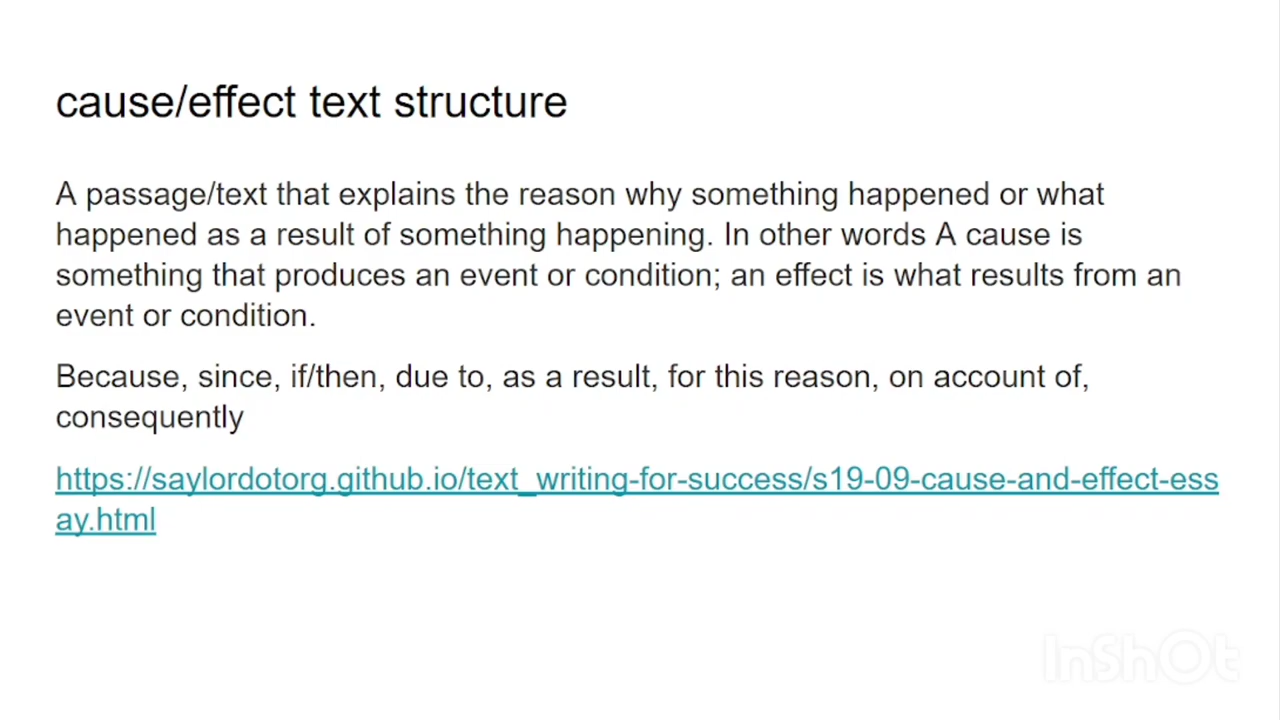 cause/effect text structure
A passage/text that explains the reason why something happened or what
happened as a result of something happening. In other words A cause is
something that produces an event or condition; an effect is what results from an
event or condition.
Because, since, if/then, due to, as a result, for this reason, on account of,
consequently
https://saylordotorg.github.io/text_writing-for-success/s19-09-cause-and-effect-ess
ay.html
InShOt